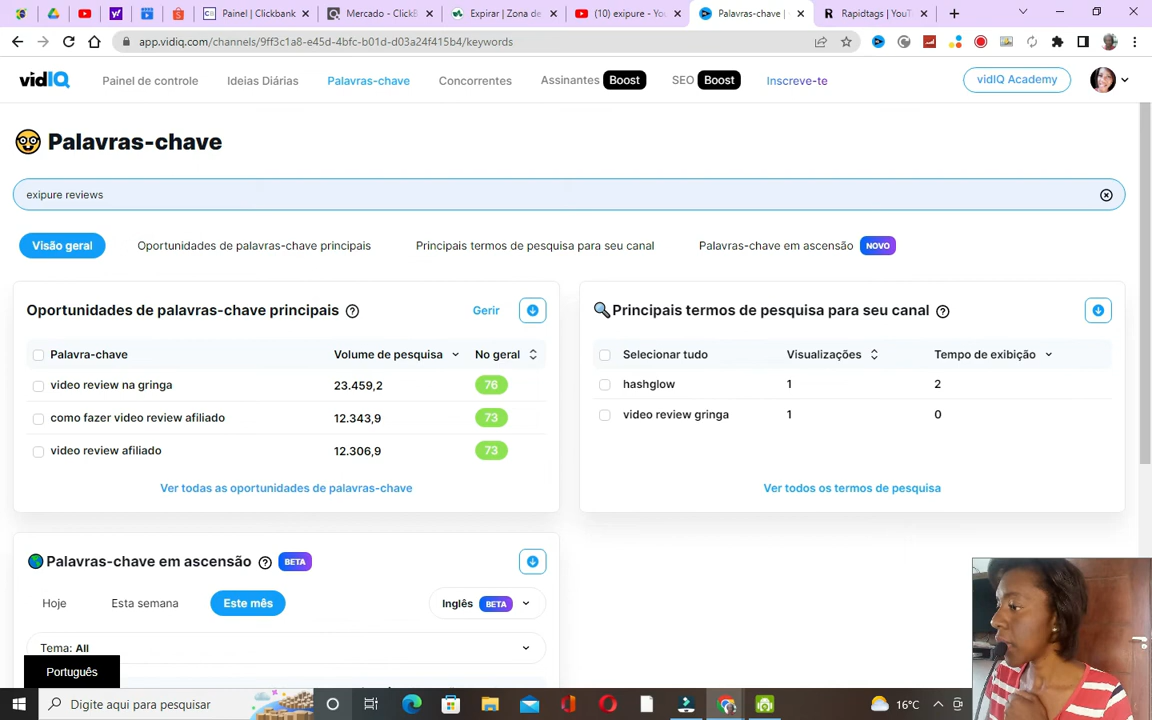 Painel | Clickbank
Mercado - ClickB
Expirar | Zona de
(10) exipure - You
Palavras-chave |
Rapidtags | YouT
app.vidiq.com/channels/9ff3c1a8-e45d-4bfc-b01d-d03a24f415b4/keywords
vidIQ
Painel de controle
Ideias Diárias
Palavras-chave
Concorrentes
Assinantes Boost
SEO Boost
Inscreve-te
vidIQ Academy
Palavras-chave
exipure reviews
Visão geral
Oportunidades de palavras-chave principais
Principais termos de pesquisa para seu canal
Palavras-chave em ascensão NOVO
Oportunidades de palavras-chave principais
Gerir
Palavra-chave Volume de pesquisa No geral
video review na gringa 23.459,2 76
como fazer video review afiliado 12.343,9 73
video review afiliado 12.306,9 73
Ver todas as oportunidades de palavras-chave
Principais termos de pesquisa para seu canal
Selecionar tudo Visualizações Tempo de exibição
hashglow 1 2
video review gringa 1 0
Ver todos os termos de pesquisa
Palavras-chave em ascensão BETA
Hoje Esta semana Este mês Inglês BETA
Tema: All
Português
Digite aqui para pesquisar
16°C